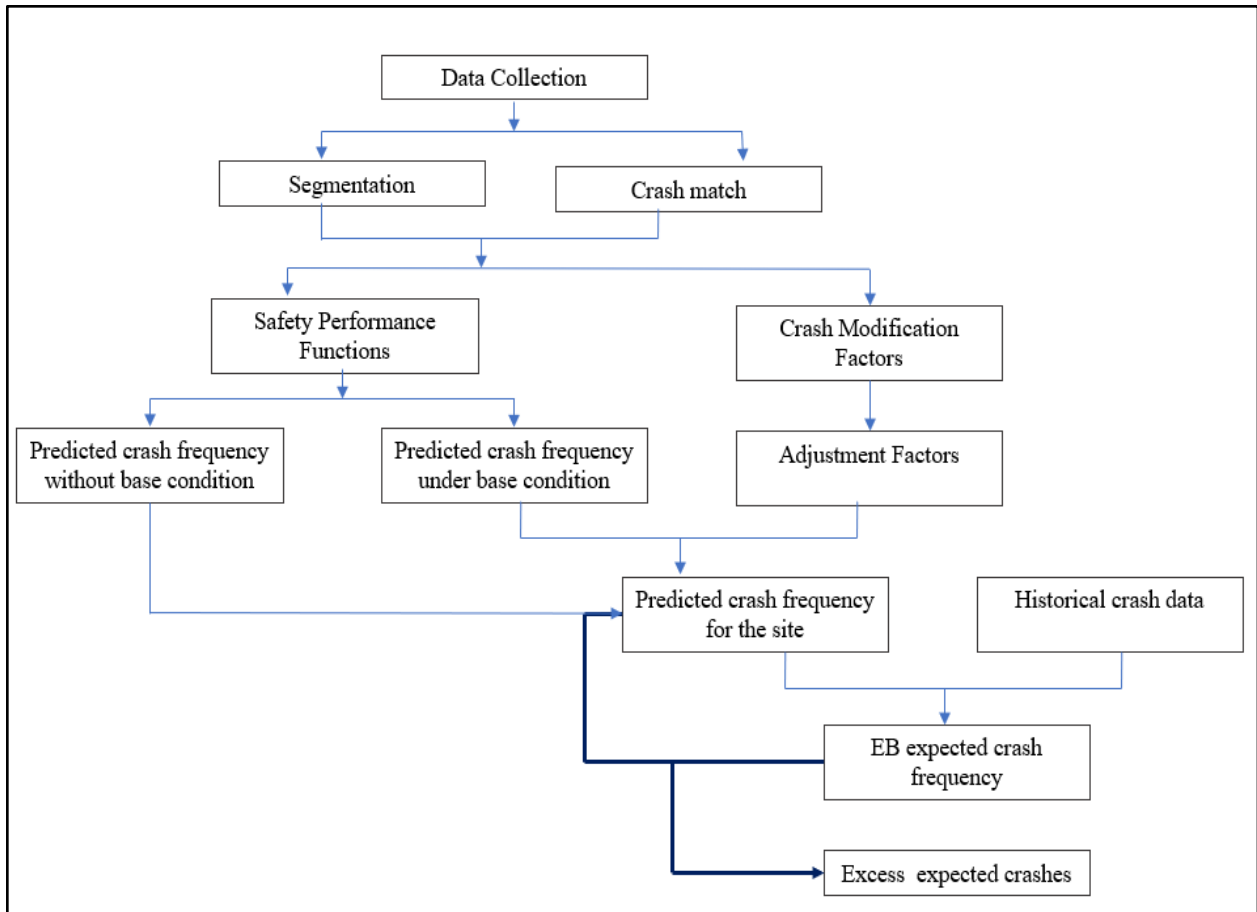 Data Collection
Segmentation
Crash match
Safety Performance
Functions
Crash Modification
Factors
Predicted crash frequency
without base condition
Predicted crash frequency
under base condition
Adjustment Factors
Predicted crash frequency
for the site
Historical crash data
EB expected crash
frequency
Excess expected crashes